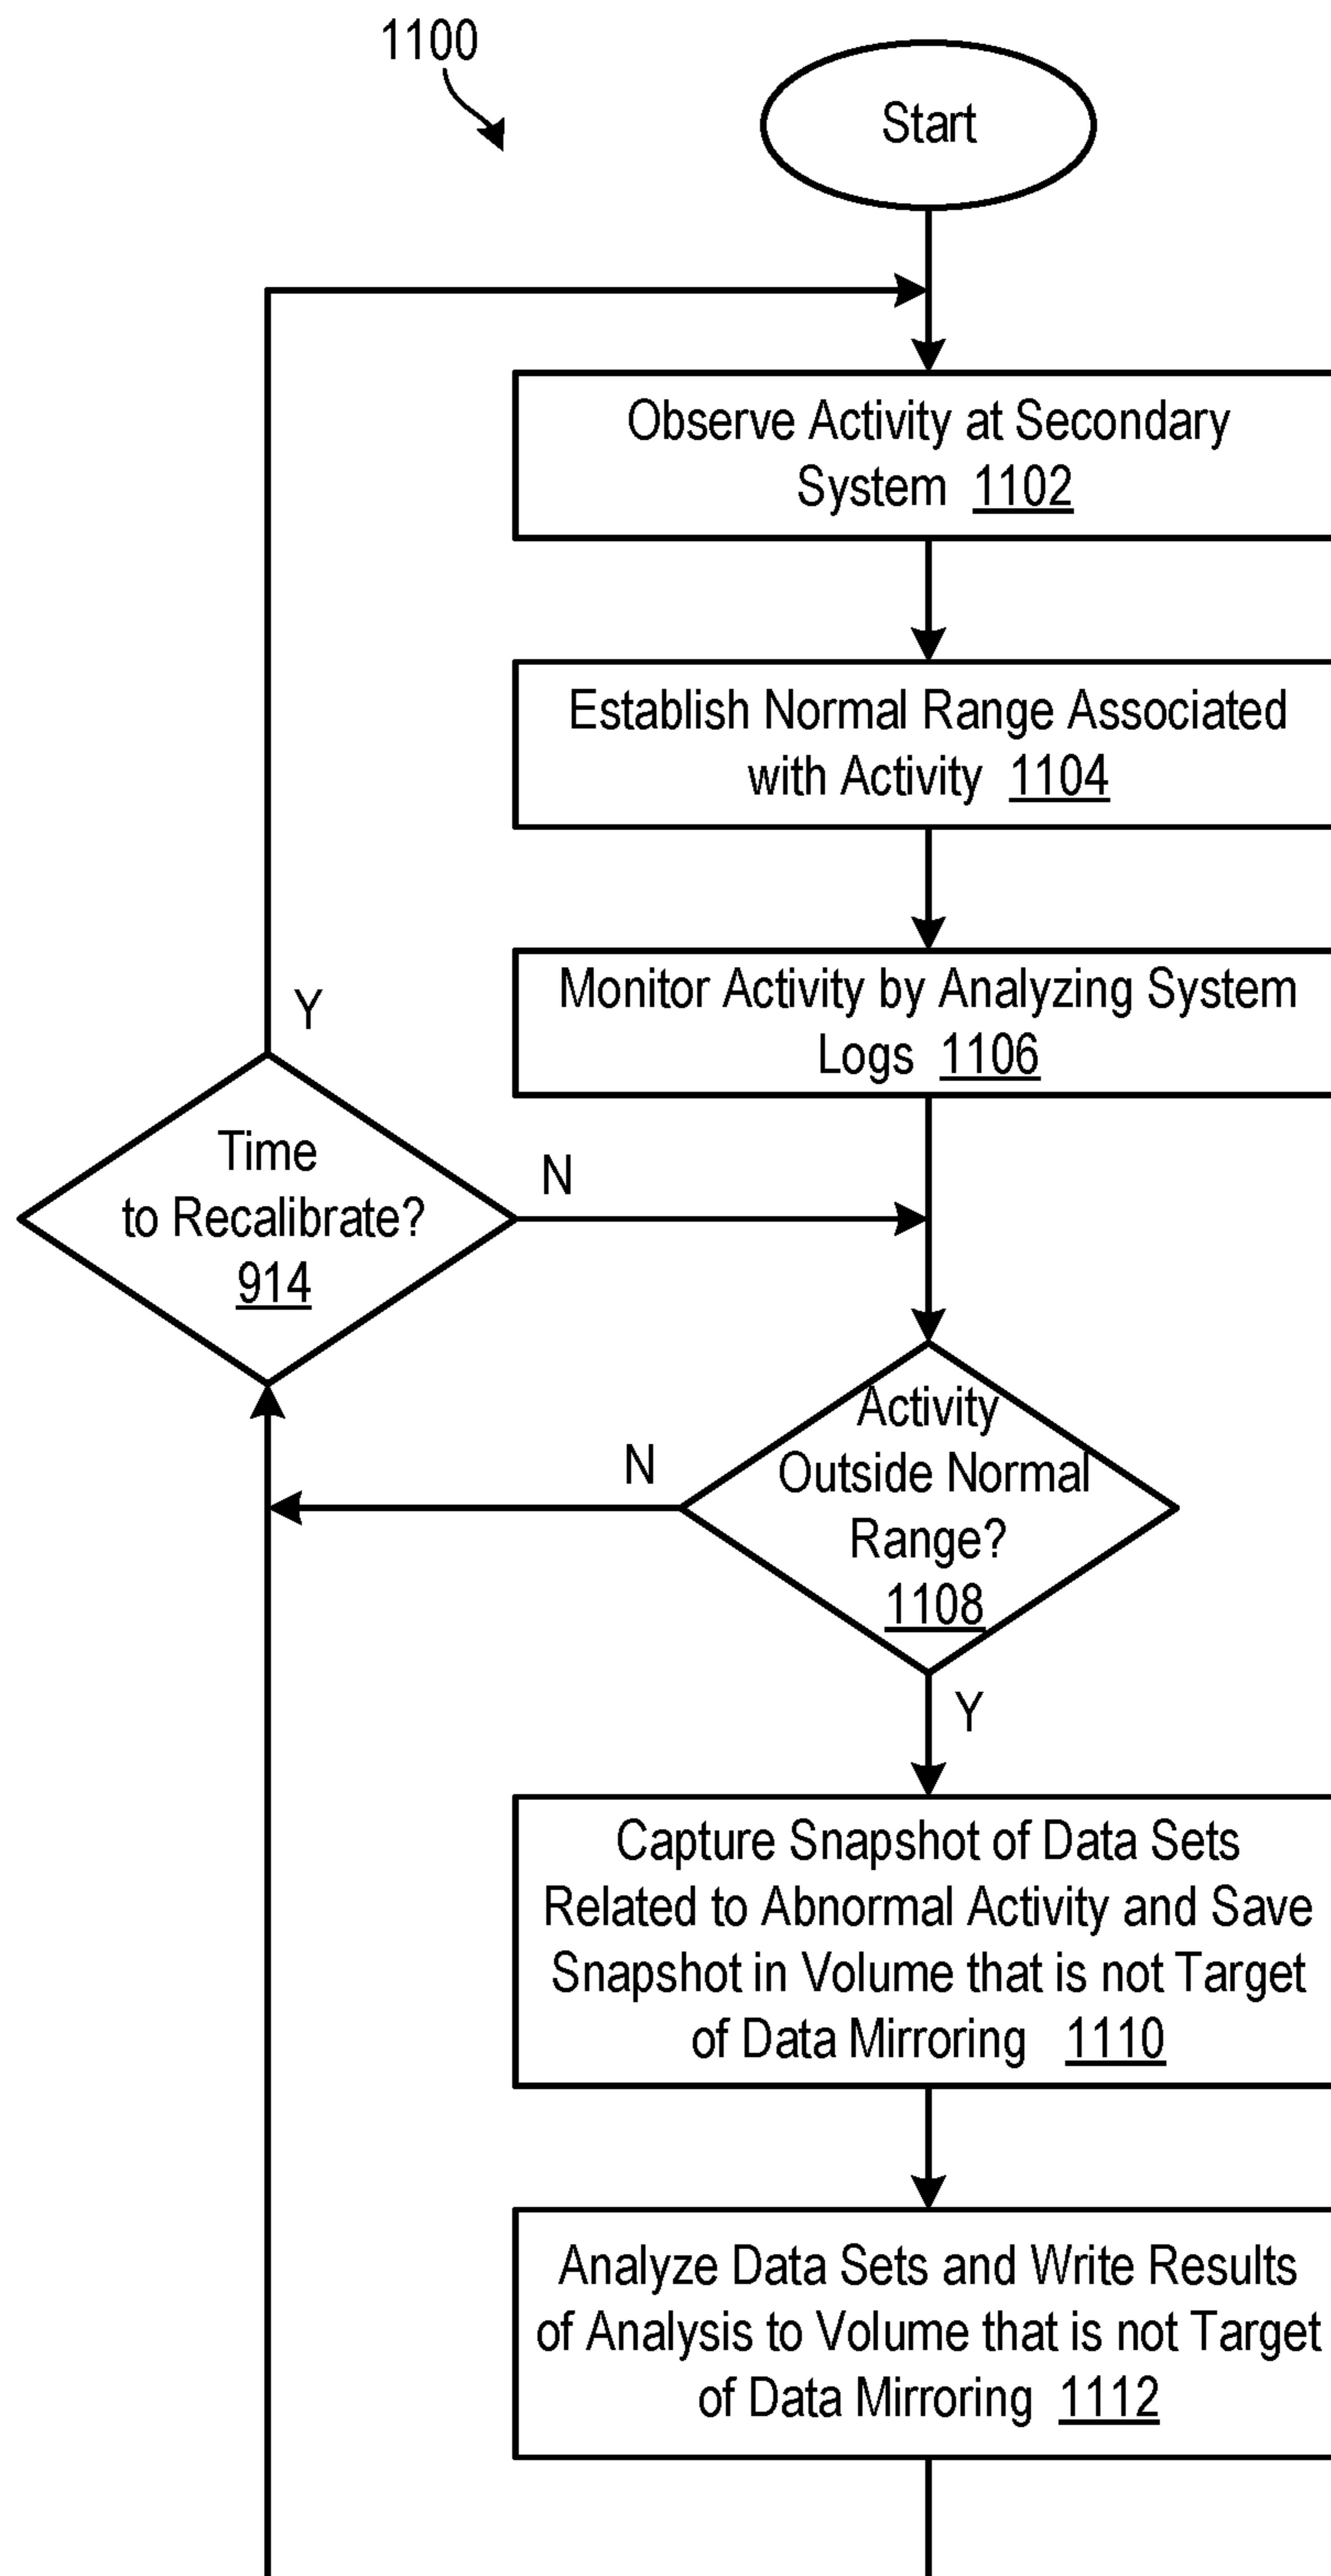 1100
Start
Observe Activity at Secondary
System 1102
Establish Normal Range Associated
with Activity 1104
Monitor Activity by Analyzing System
Logs 1106
Y
Time
to Recalibrate?
914
N
Activity
Outside Normal
Range?
1108
N
Y
Capture Snapshot of Data Sets
Related to Abnormal Activity and Save
Snapshot in Volume that is not Target
of Data Mirroring 1110
Analyze Data Sets and Write Results
of Analysis to Volume that is not Target
of Data Mirroring 1112